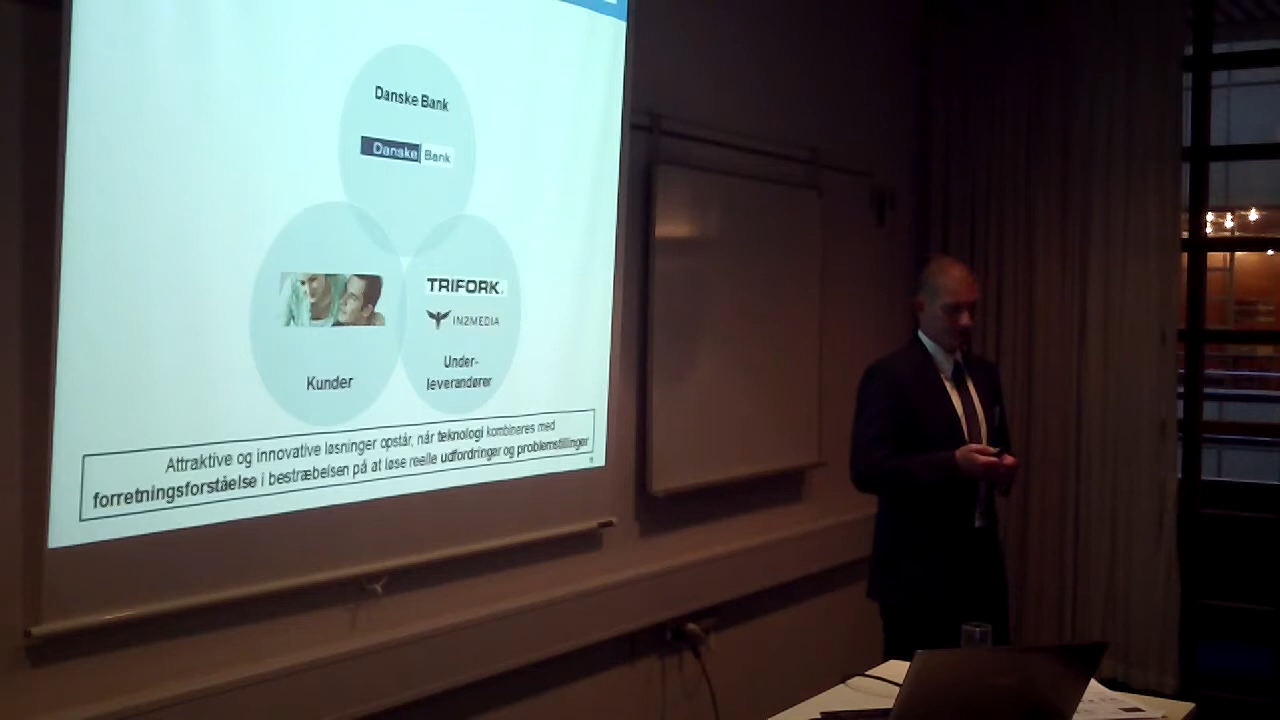 Danske Bank
Danske Bank
TRIFORK.
IN2MEDIA
Under-
leverandører
Kunder
Attraktive og innovative løsninger opstår, når teknologi kombineres med
forretningsforståelse i bestræbelsen på at løse reelle udfordringer og problemstillinger